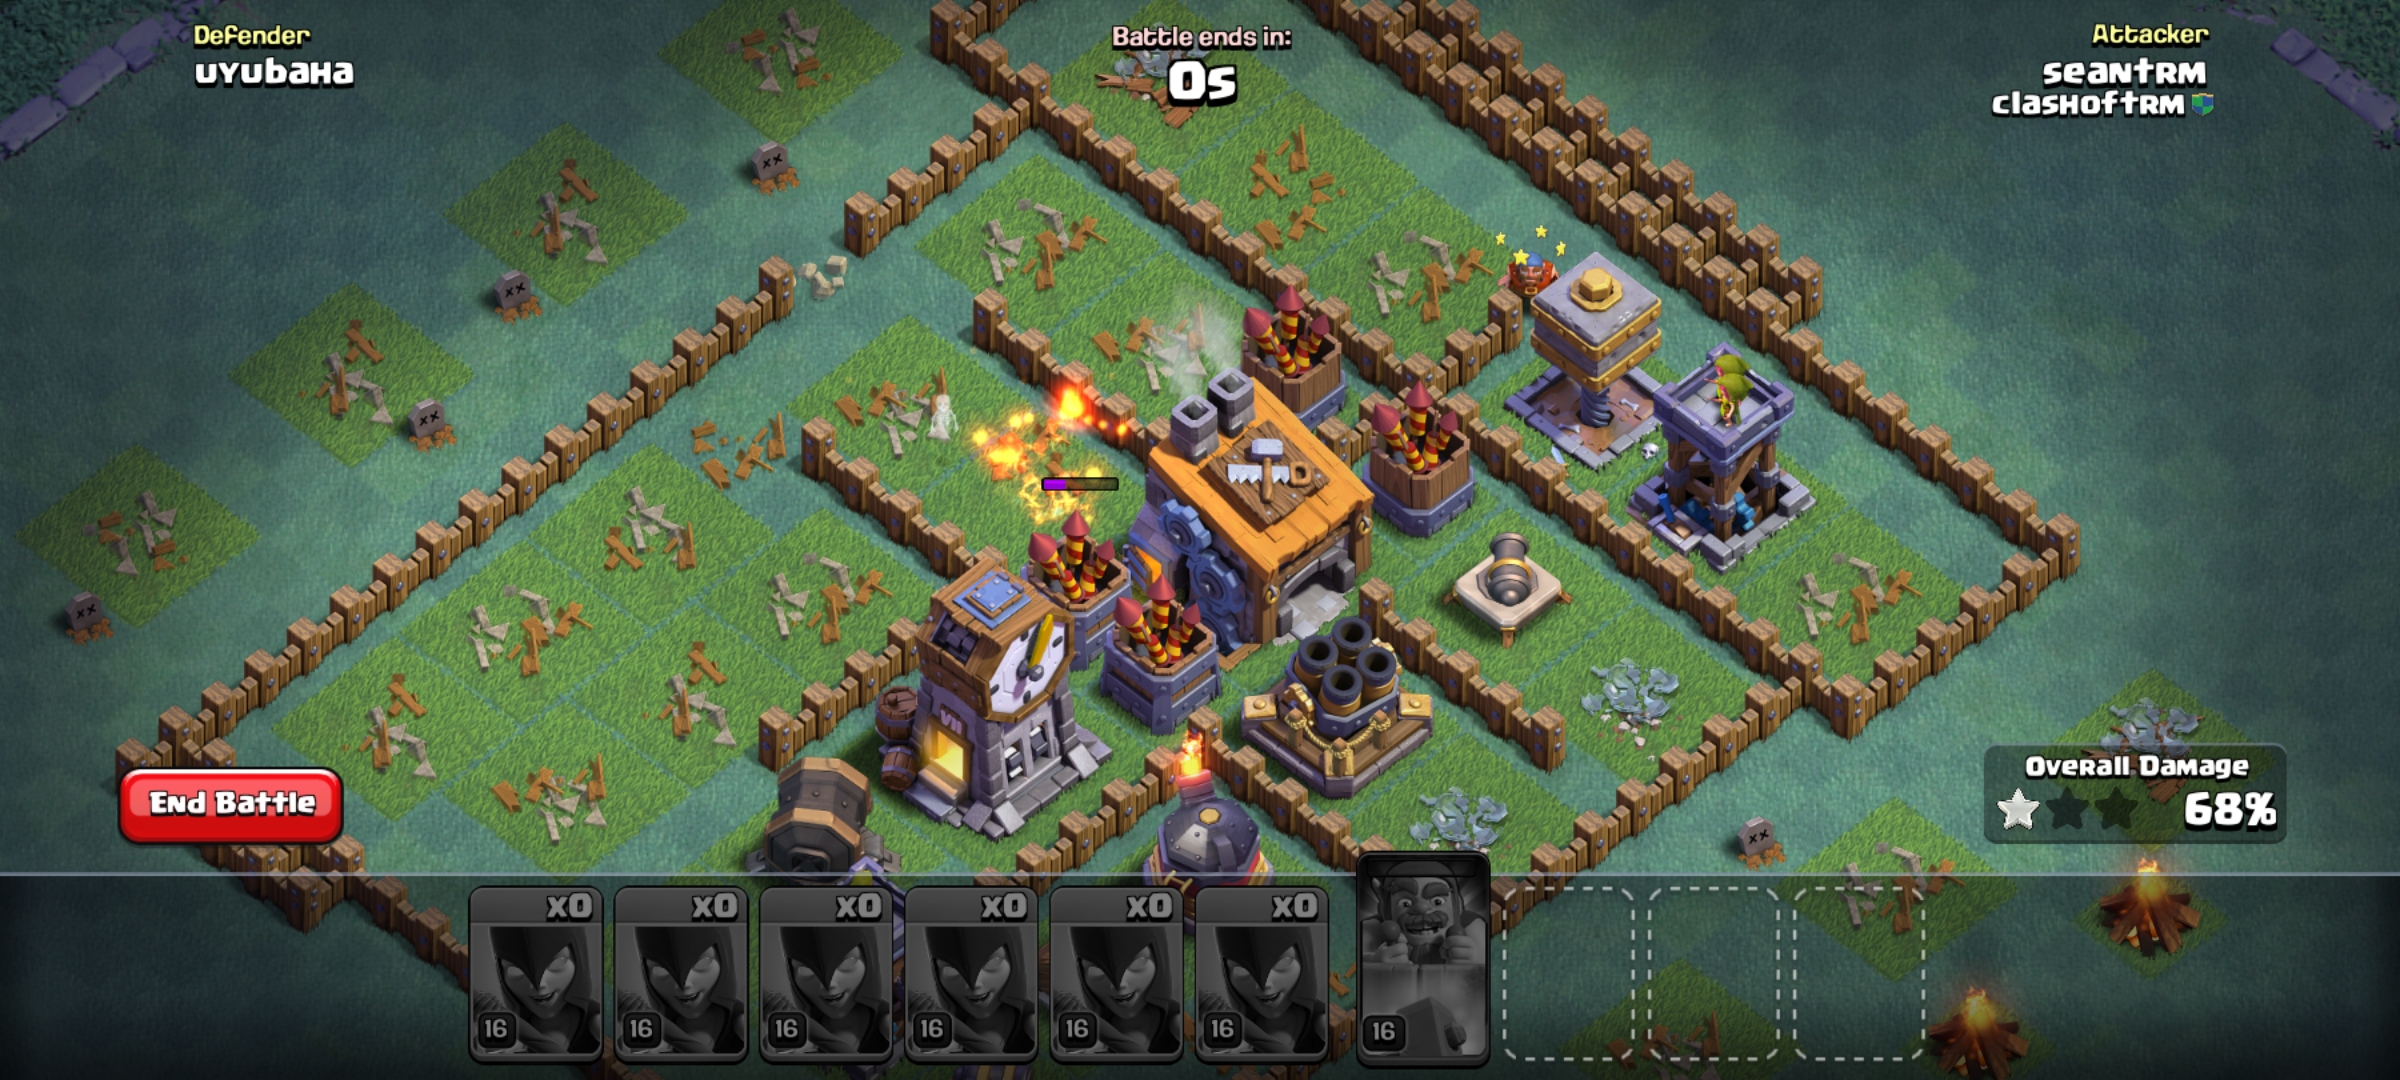 Defender
uyubaha
Battle ends in:
0s
Attacker
seantrm
clashoftrm
End Battle
Overall Damage
68%
x0
x0
x0
x0
x0
x0
16
16
16
16
16
16
16
VII